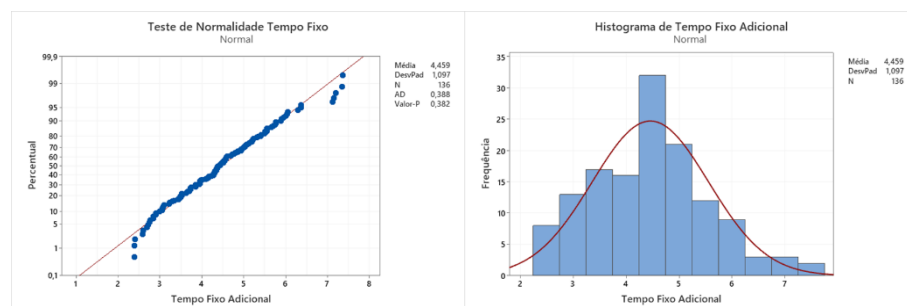 Teste de Normalidade Tempo Fixo
Normal
99,9
99
95
90
80
70
60
50
40
30
20
10
5
1
0,1
Percentual
1 2 3 4 5 6 7 8
Tempo Fixo Adicional
Média 4,459
DesvPad 1,097
N 136
AD 0,388
Valor-P 0,382
Histograma de Tempo Fixo Adicional
Normal
35
30
25
20
15
10
5
0
Frequência
2 3 4 5 6 7
Tempo Fixo Adicional
Média 4,459
DesvPad 1,097
N 136